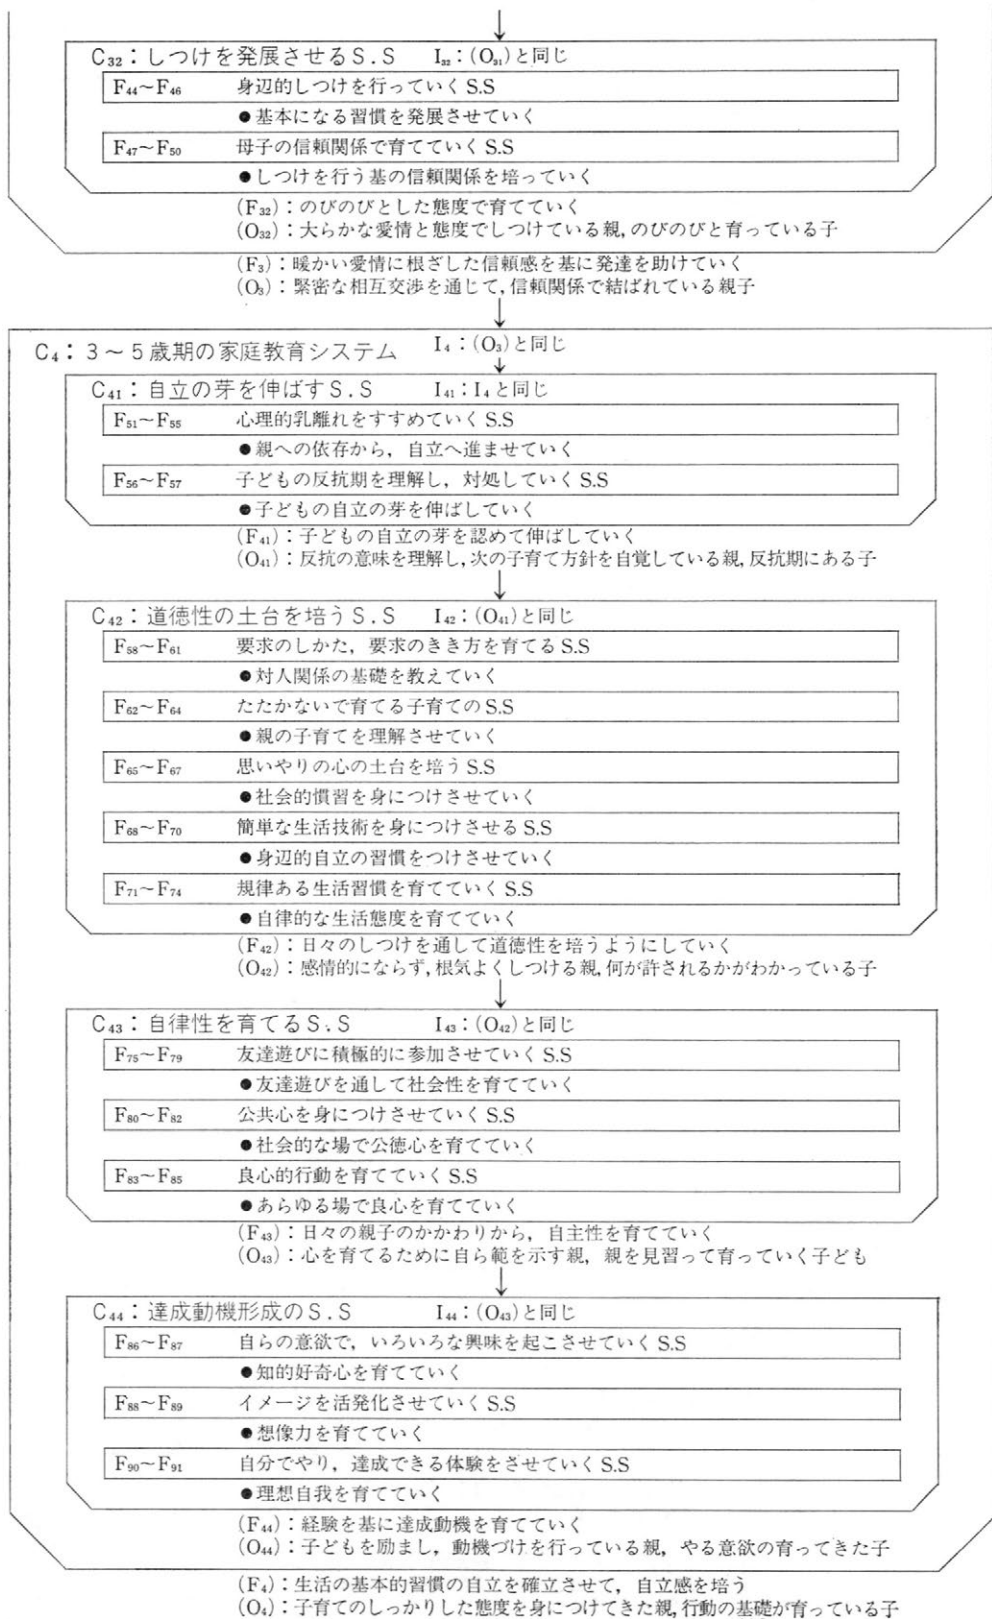 C₃₂：しつけを発展させるS.S　I₃₂：(O₃₁)と同じ
F₄₄～F₄₆　身辺的しつけを行っていくS.S
●基本になる習慣を発展させていく
F₄₇～F₅₀　母子の信頼関係で育てていくS.S
●しつけを行う基の信頼関係を培っていく
(F₃₂)：のびのびとした態度で育てていく
(O₃₂)：大らかな愛情と態度でしつけている親，のびのびと育っている子
(F₃)：暖かい愛情に根ざした信頼感を基に発達を助けていく
(O₃)：緊密な相互交渉を通じて，信頼関係で結ばれている親子
C₄：3～5歳期の家庭教育システム　I₄：(O₃)と同じ
C₄₁：自立の芽を伸ばすS.S　I₄₁：I₄と同じ
F₅₁～F₅₅　心理的乳離れをすすめていくS.S
●親への依存から，自立へ進ませていく
F₅₆～F₅₇　子どもの反抗期を理解し，対処していくS.S
●子どもの自立の芽を伸ばしていく
(F₄₁)：子どもの自立の芽を認めて伸ばしていく
(O₄₁)：反抗の意味を理解し，次の子育て方針を自覚している親，反抗期にある子
C₄₂：道徳性の土台を培うS.S　I₄₂：(O₄₁)と同じ
F₅₈～F₆₁　要求のしかた，要求のきき方を育てるS.S
●対人関係の基礎を教えていく
F₆₂～F₆₄　たたかないで育てる子育てのS.S
●親の子育てを理解させていく
F₆₅～F₆₇　思いやりの心の土台を培うS.S
●社会的慣習を身につけさせていく
F₆₈～F₇₀　簡単な生活技術を身につけさせるS.S
●身辺的自立の習慣をつけさせていく
F₇₁～F₇₄　規律ある生活習慣を育てていくS.S
●自律的な生活態度を育てていく
(F₄₂)：日々のしつけを通して道徳性を培うようにしていく
(O₄₂)：感情的にならず，根気よくしつける親，何が許されるかがわかっている子
C₄₃：自律性を育てるS.S　I₄₃：(O₄₂)と同じ
F₇₅～F₇₉　友達遊びに積極的に参加させていくS.S
●友達遊びを通して社会性を育てていく
F₈₀～F₈₂　公共心を身につけさせていくS.S
●社会的な場で公徳心を育てていく
F₈₃～F₈₅　良心的行動を育てていくS.S
●あらゆる場で良心を育てていく
(F₄₃)：日々の親子のかかわりから，自主性を育てていく
(O₄₃)：心を育てるために自ら範を示す親，親を見習って育っていく子ども
C₄₄：達成動機形成のS.S　I₄₄：(O₄₃)と同じ
F₈₆～F₈₇　自らの意欲で，いろいろな興味を起こさせていくS.S
●知的好奇心を育てていく
F₈₈～F₈₉　イメージを活発化させていくS.S
●想像力を育てていく
F₉₀～F₉₁　自分でやり，達成できる体験をさせていくS.S
●理想自我を育てていく
(F₄₄)：経験を基に達成動機を育てていく
(O₄₄)：子どもを励まし，動機づけを行っている親，やる意欲の育ってきた子
(F₄)：生活の基本的習慣の自立を確立させて，自立感を培う
(O₄)：子育てのしっかりした態度を身につけてきた親，行動の基礎が育っている子